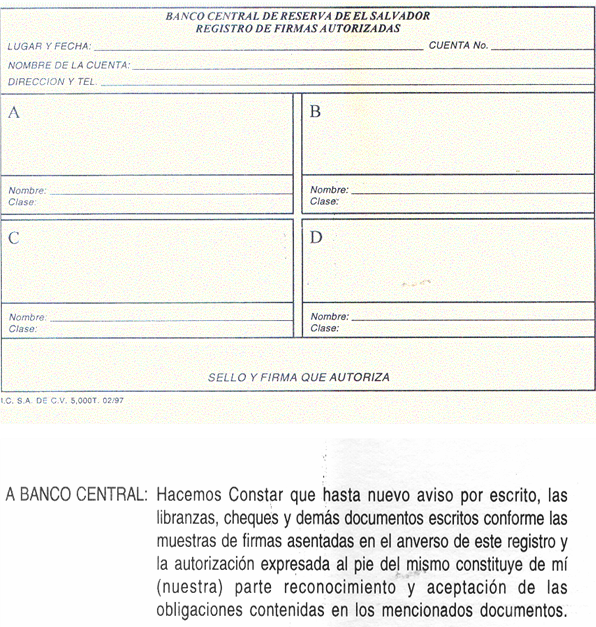 BANCO CENTRAL DE RESERVA DE EL SALVADOR
REGISTRO DE FIRMAS AUTORIZADAS
LUGAR Y FECHA: CUENTA No.
NOMBRE DE LA CUENTA:
DIRECCION Y TEL.
A B
Nombre: Nombre:
Clase: Clase:
C D
Nombre: Nombre:
Clase: Clase:
SELLO Y FIRMA QUE AUTORIZA
I.C. S.A. DE C.V. 5,000T. 02/97
A BANCO CENTRAL: Hacemos Constar que hasta nuevo aviso por escrito, las
libranzas, cheques y demás documentos escritos conforme las
muestras de firmas asentadas en el anverso de este registro y
la autorización expresada al pie del mismo constituye de mí
(nuestra) parte reconocimiento y aceptación de las
obligaciones contenidas en los mencionados documentos.